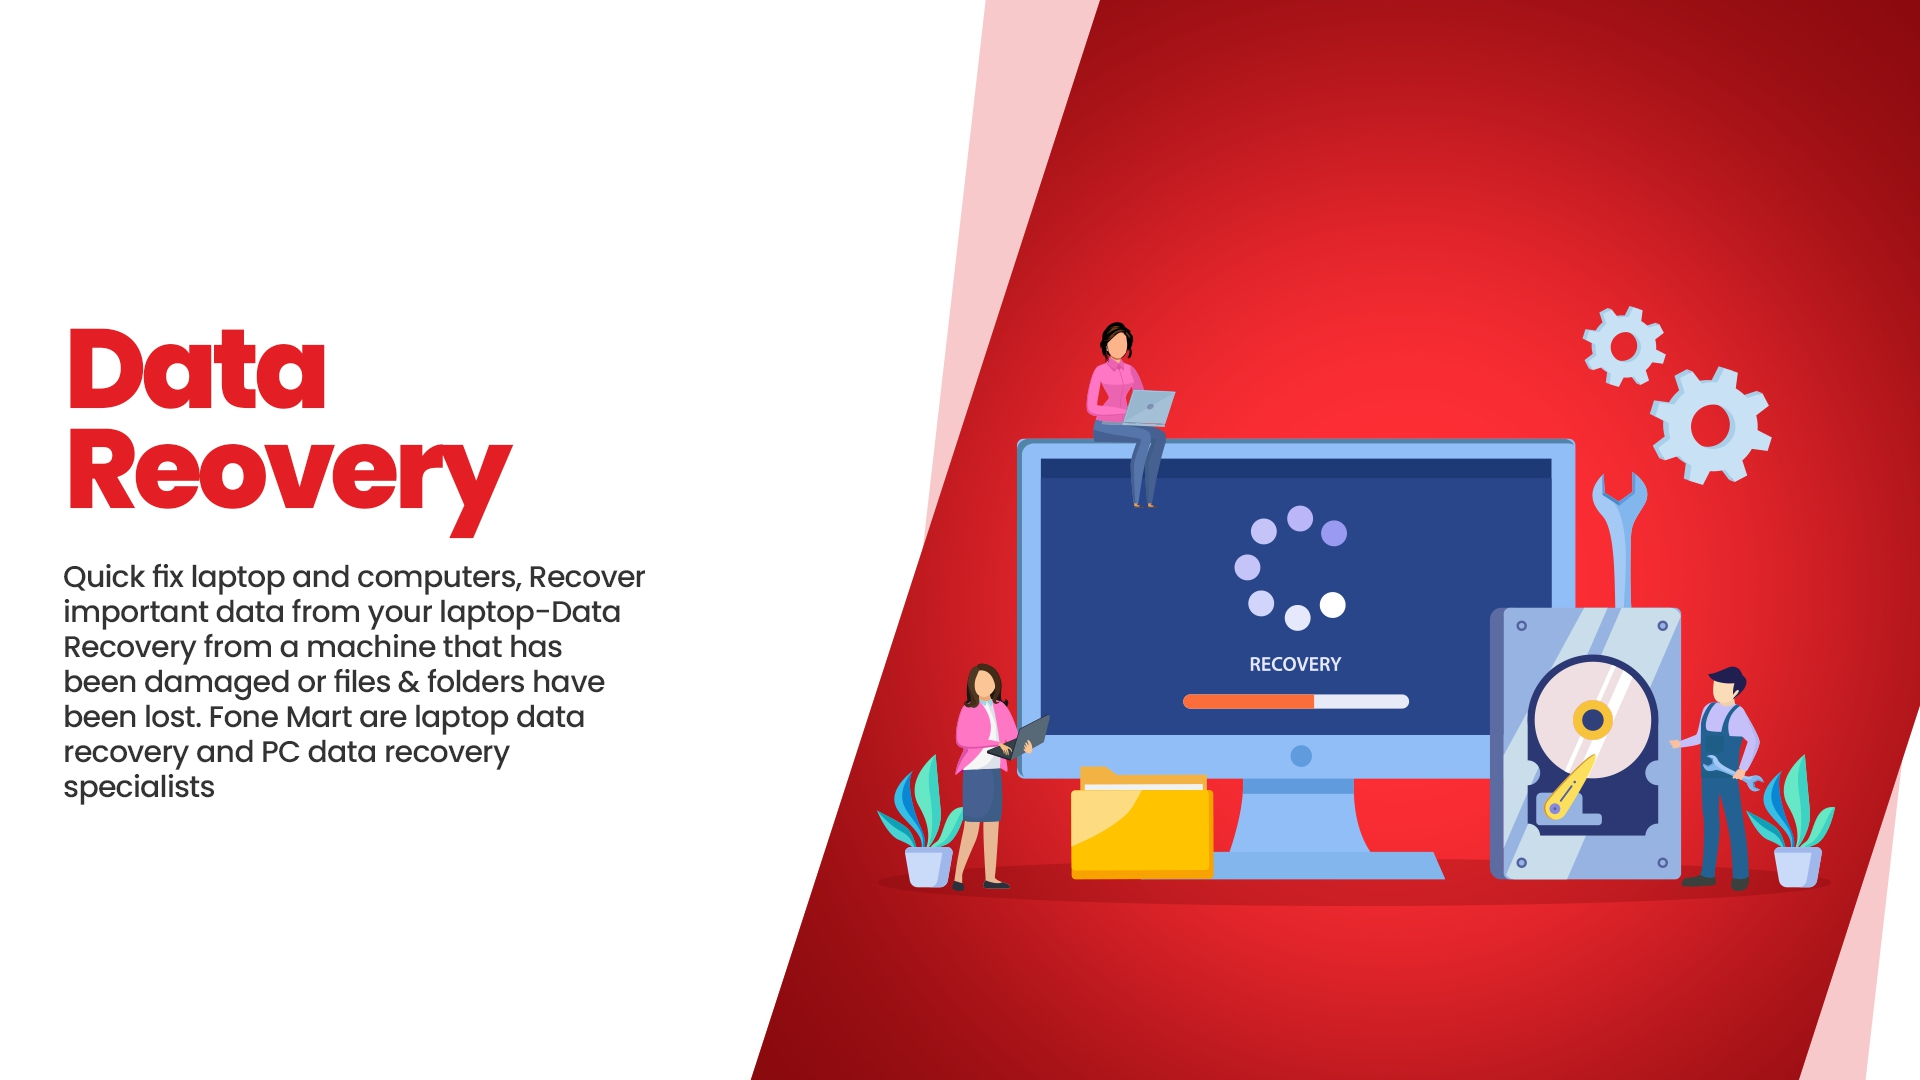 Data
Reovery
Quick fix laptop and computers, Recover
important data from your laptop-Data
Recovery from a machine that has
been damaged or files & folders have
been lost. Fone Mart are laptop data
recovery and PC data recovery
specialists
RECOVERY